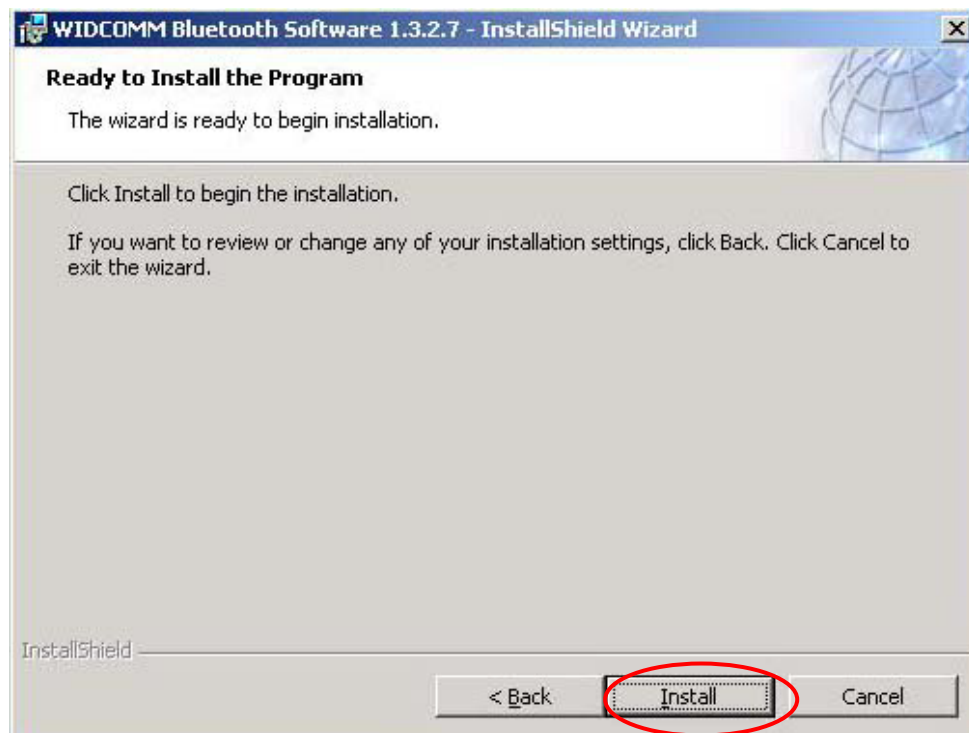 WIDCOMM Bluetooth Software 1.3.2.7 - InstallShield Wizard
Ready to Install the Program
The wizard is ready to begin installation.
Click Install to begin the installation.
If you want to review or change any of your installation settings, click Back. Click Cancel to
exit the wizard.
InstallShield
< Back Install Cancel